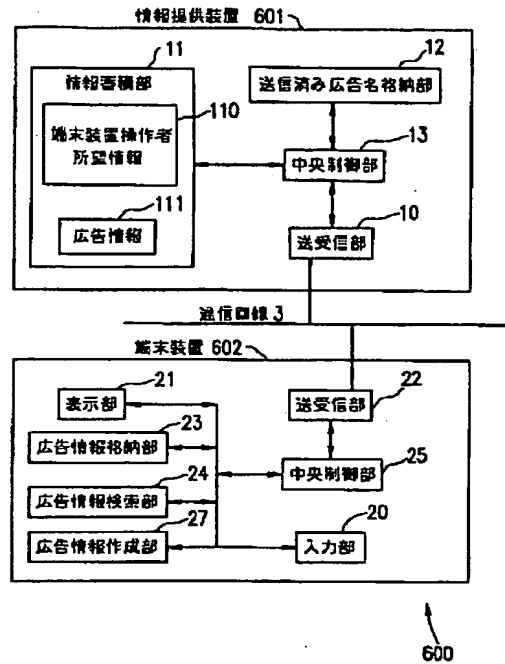 情報提供装置 601
11
情報蓄積部
110
端末装置操作者
所望情報
111
広告情報
12
送信済み広告名格納部
13
中央制御部
10
送受信部
通信回線 3
端末装置 602
21
表示部
23
広告情報格納部
24
広告情報検索部
27
広告情報作成部
22
送受信部
中央制御部
25
20
入力部
600